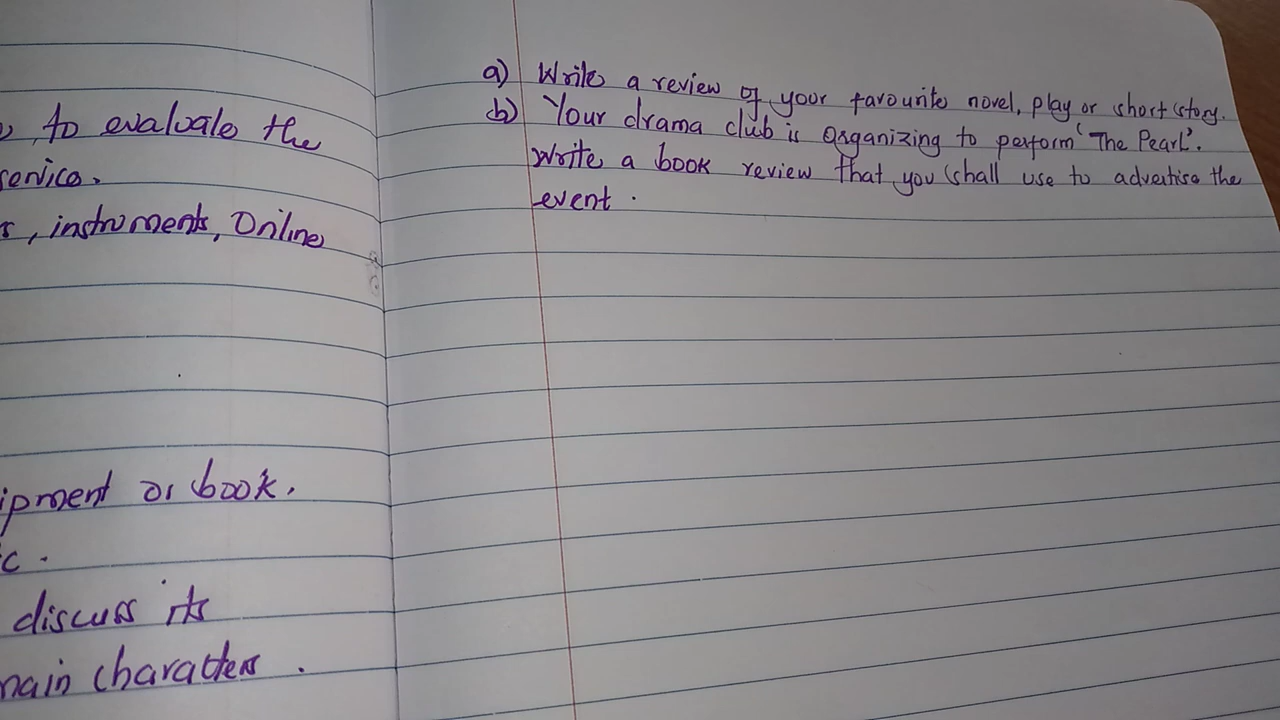 to evaluate the
service.
, instruments, Online
or book.
discuss its
main characters.
a) Write a review of your favourite novel, play or short story.
b) Your drama club is organizing to perform 'The Pearl'.
Write a book review that you shall use to advertise the
event.